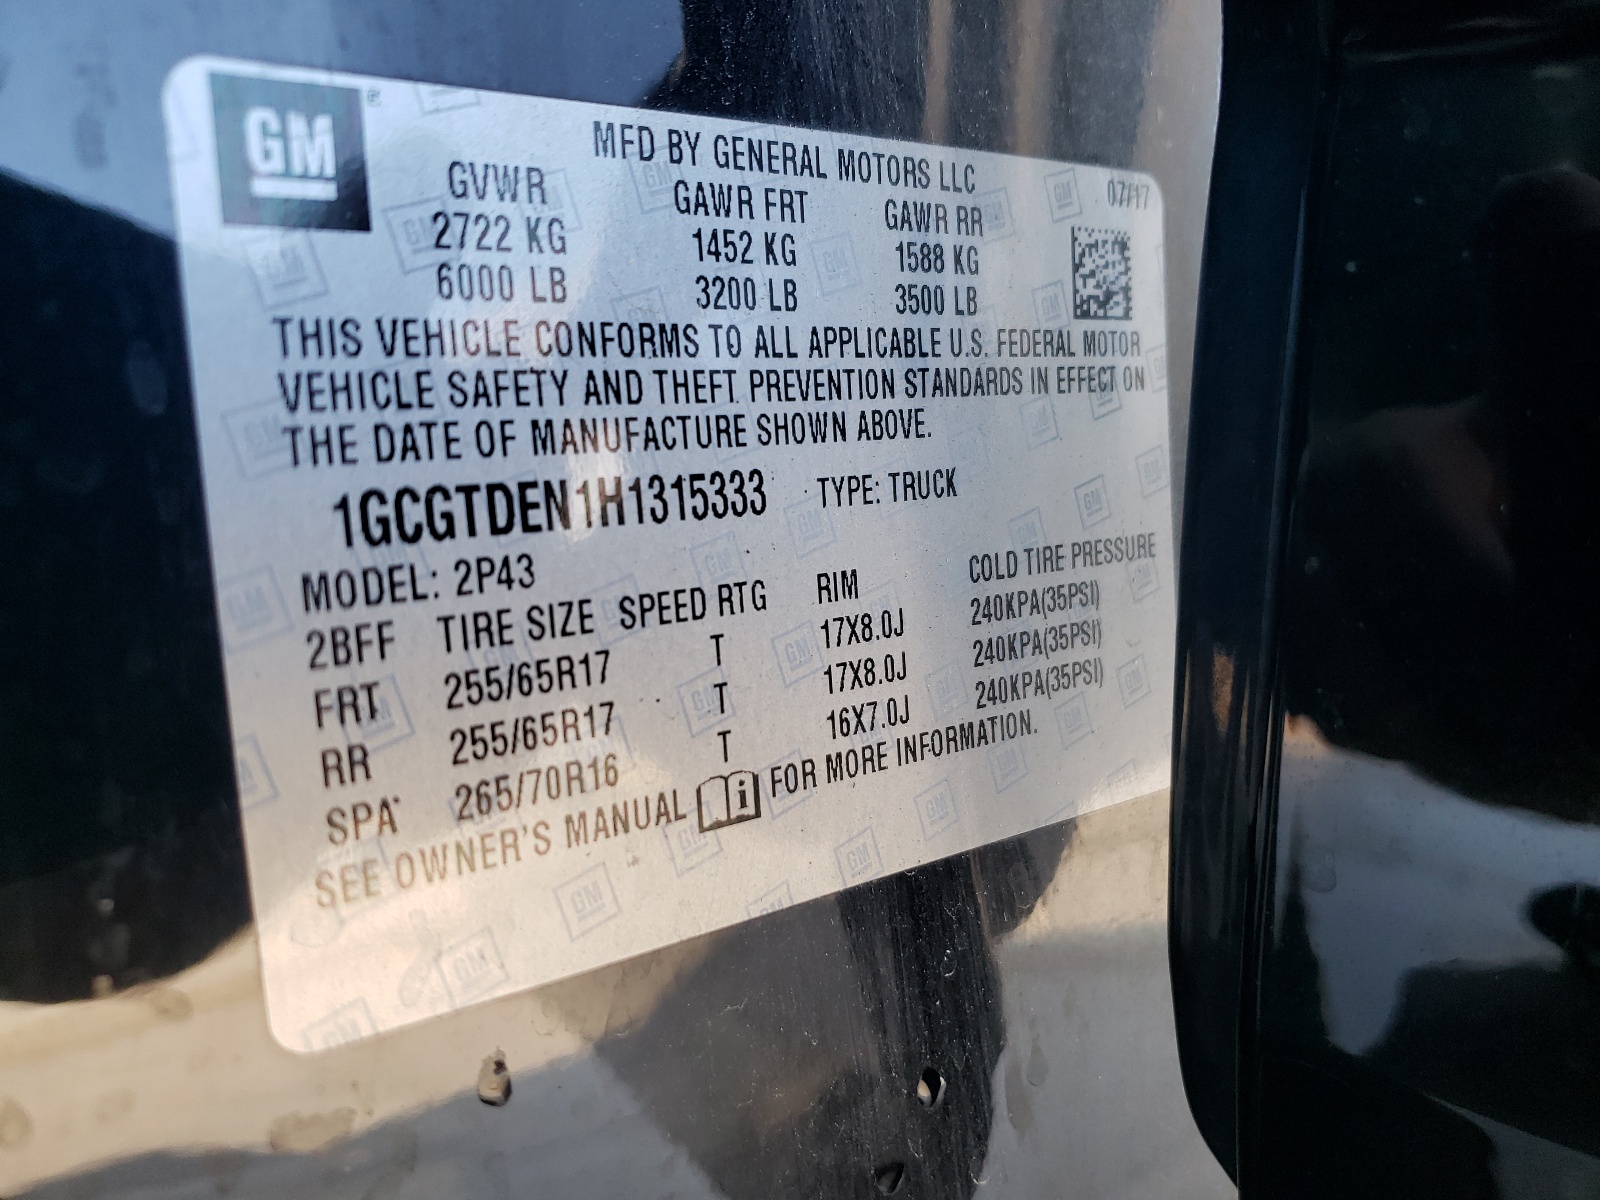 GM
MFD BY GENERAL MOTORS LLC
07/17
GVWR GAWR FRT GAWR RR
2722 KG 1452 KG 1588 KG
6000 LB 3200 LB 3500 LB
THIS VEHICLE CONFORMS TO ALL APPLICABLE U.S. FEDERAL MOTOR
VEHICLE SAFETY AND THEFT PREVENTION STANDARDS IN EFFECT ON
THE DATE OF MANUFACTURE SHOWN ABOVE.
1GCGTDEN1H1315333 TYPE: TRUCK
MODEL: 2P43
2BFF TIRE SIZE SPEED RTG RIM COLD TIRE PRESSURE
FRT 255/65R17 T 17X8.0J 240KPA(35PSI)
RR 255/65R17 T 17X8.0J 240KPA(35PSI)
SPA 265/70R16 T 16X7.0J 240KPA(35PSI)
SEE OWNER'S MANUAL i FOR MORE INFORMATION.